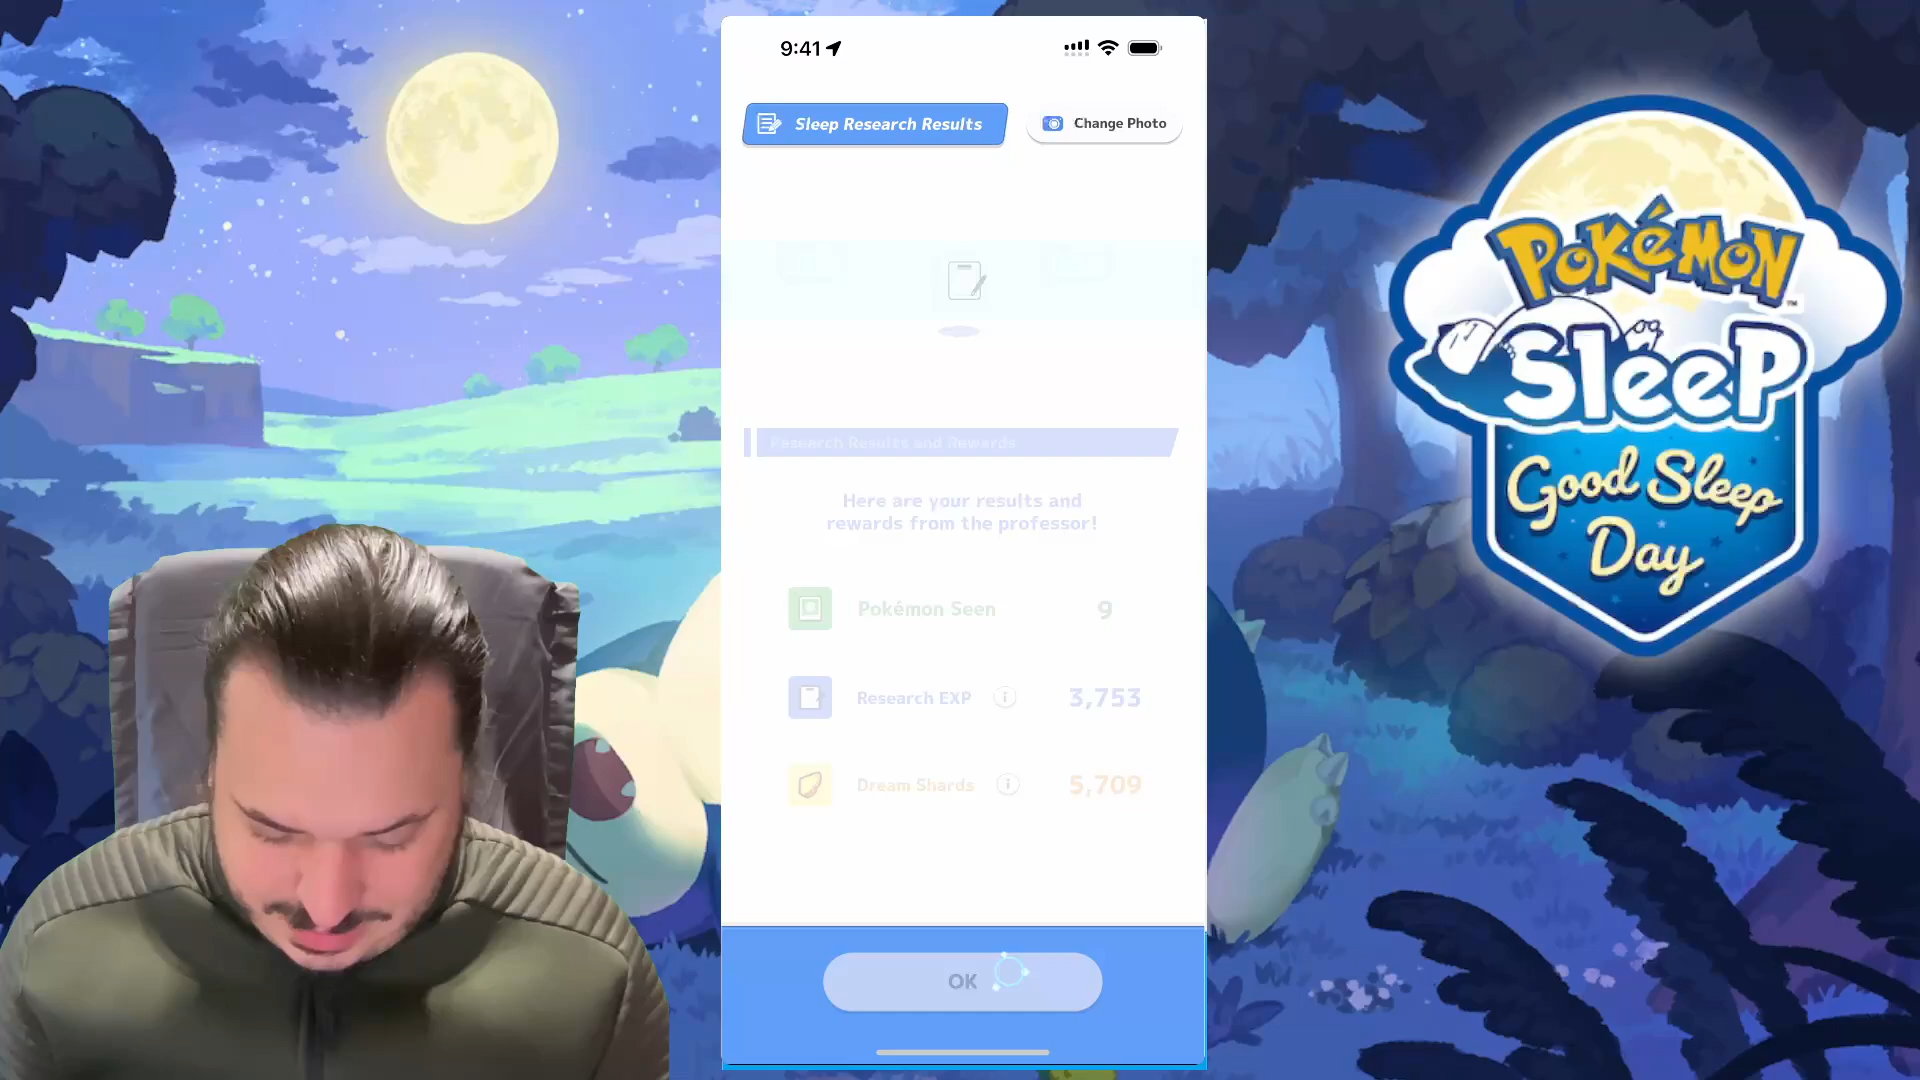 9:41
Sleep Research Results
Change Photo
Research Results and Rewards
Here are your results and
rewards from the professor!
Pokémon Seen 9
Research EXP 3,753
Dream Shards 5,709
OK
POKéMON
Sleep
Good Sleep
Day